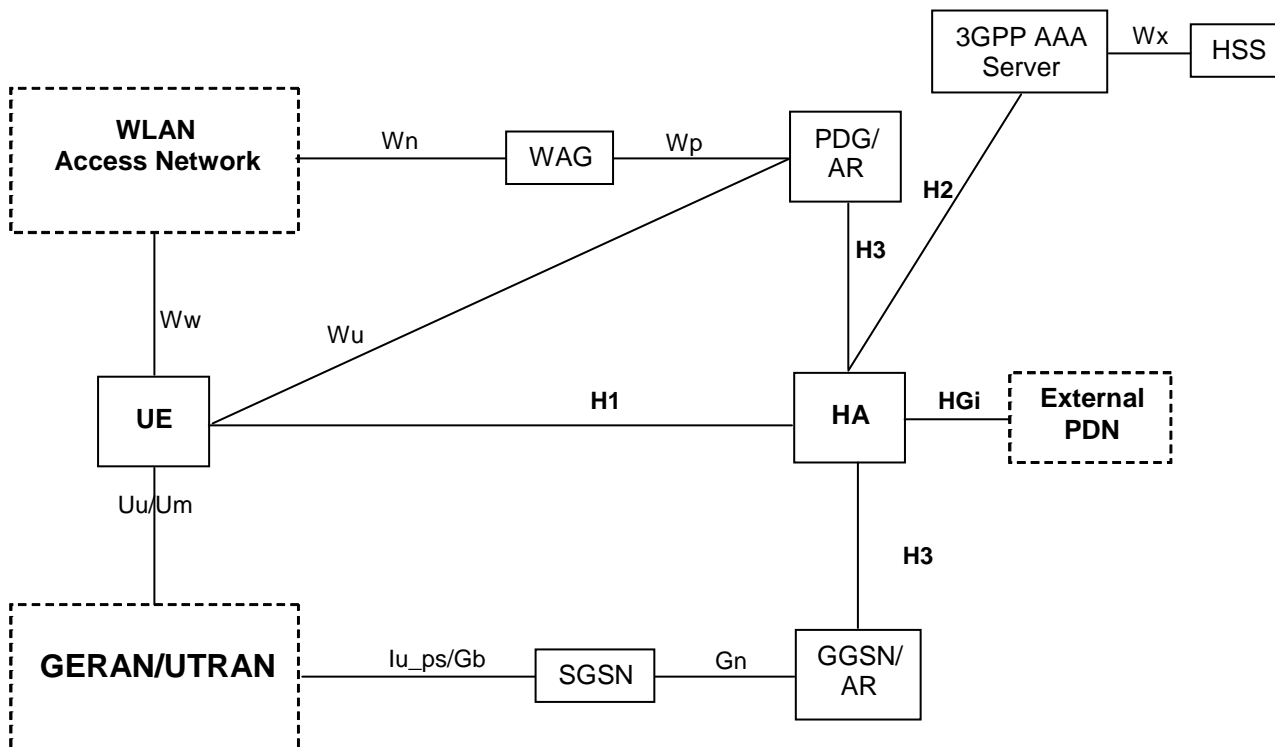 3GPP AAA
Server
Wx
HSS
WLAN
Access Network
Wn
WAG
Wp
PDG/
AR
H2
H3
Ww
Wu
UE
H1
HA
HGi
External
PDN
Uu/Um
H3
GERAN/UTRAN
Iu_ps/Gb
SGSN
Gn
GGSN/
AR